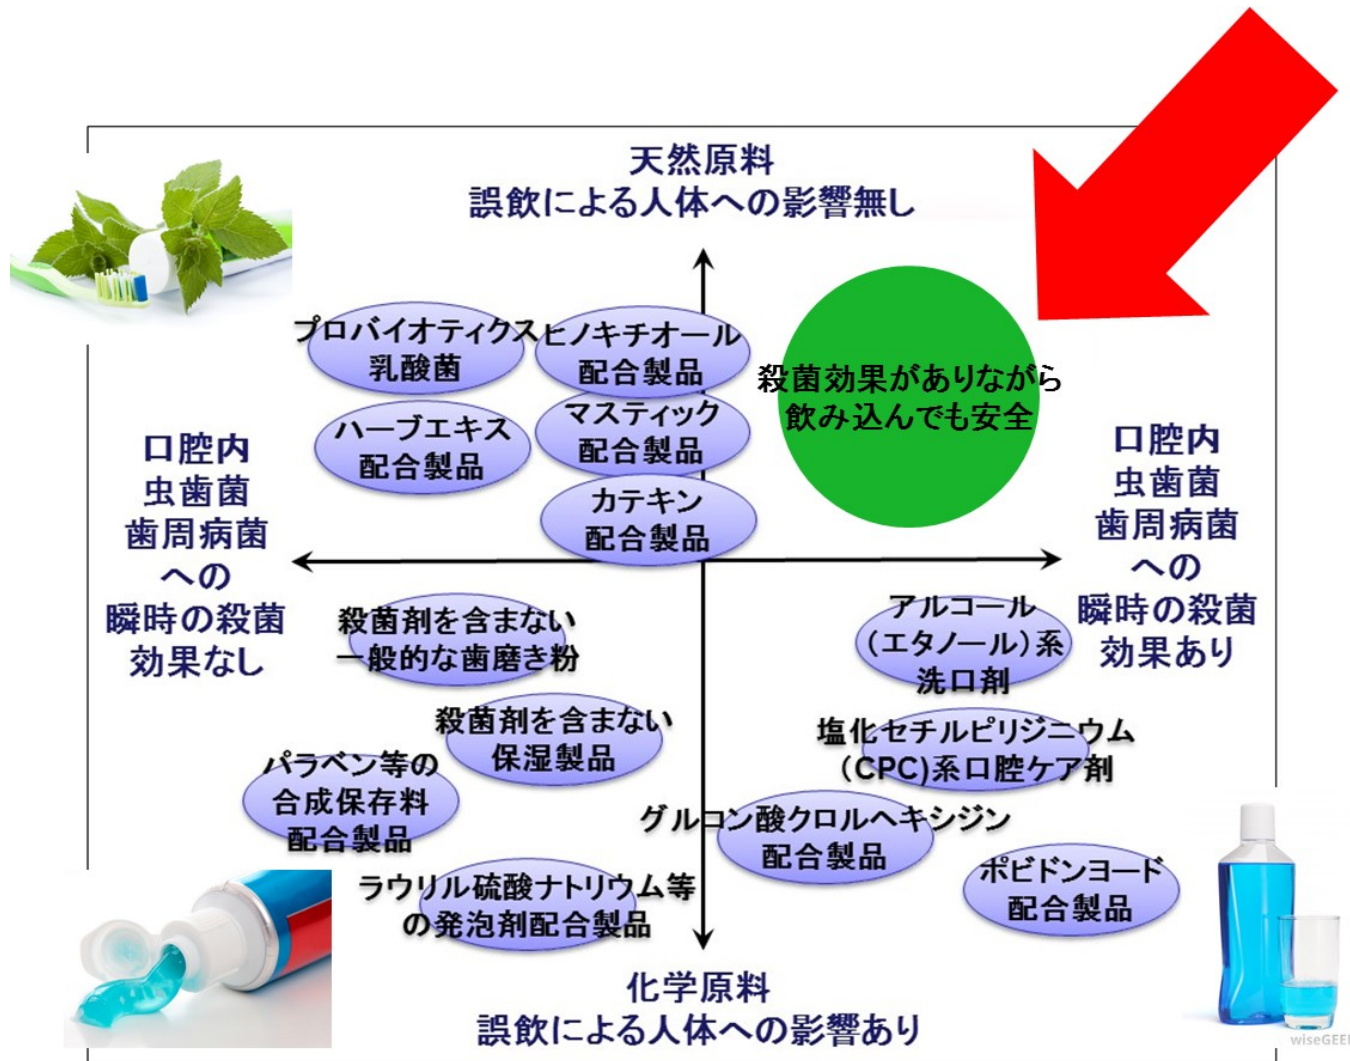 天然原料
誤飲による人体への影響無し
プロバイオティクス
乳酸菌
ヒノキチオール
配合製品
殺菌効果がありながら
飲み込んでも安全
ハーブエキス
配合製品
マスティック
配合製品
カテキン
配合製品
口腔内
虫歯菌
歯周病菌
への
瞬時の殺菌
効果なし
口腔内
虫歯菌
歯周病菌
への
瞬時の殺菌
効果あり
殺菌剤を含まない
一般的な歯磨き粉
アルコール
(エタノール)系
洗口剤
殺菌剤を含まない
保湿製品
塩化セチルピリジニウム
(CPC)系口腔ケア剤
パラベン等の
合成保存料
配合製品
グルコン酸クロルヘキシジン
配合製品
ラウリル硫酸ナトリウム等
の発泡剤配合製品
ポビドンヨード
配合製品
化学原料
誤飲による人体への影響あり